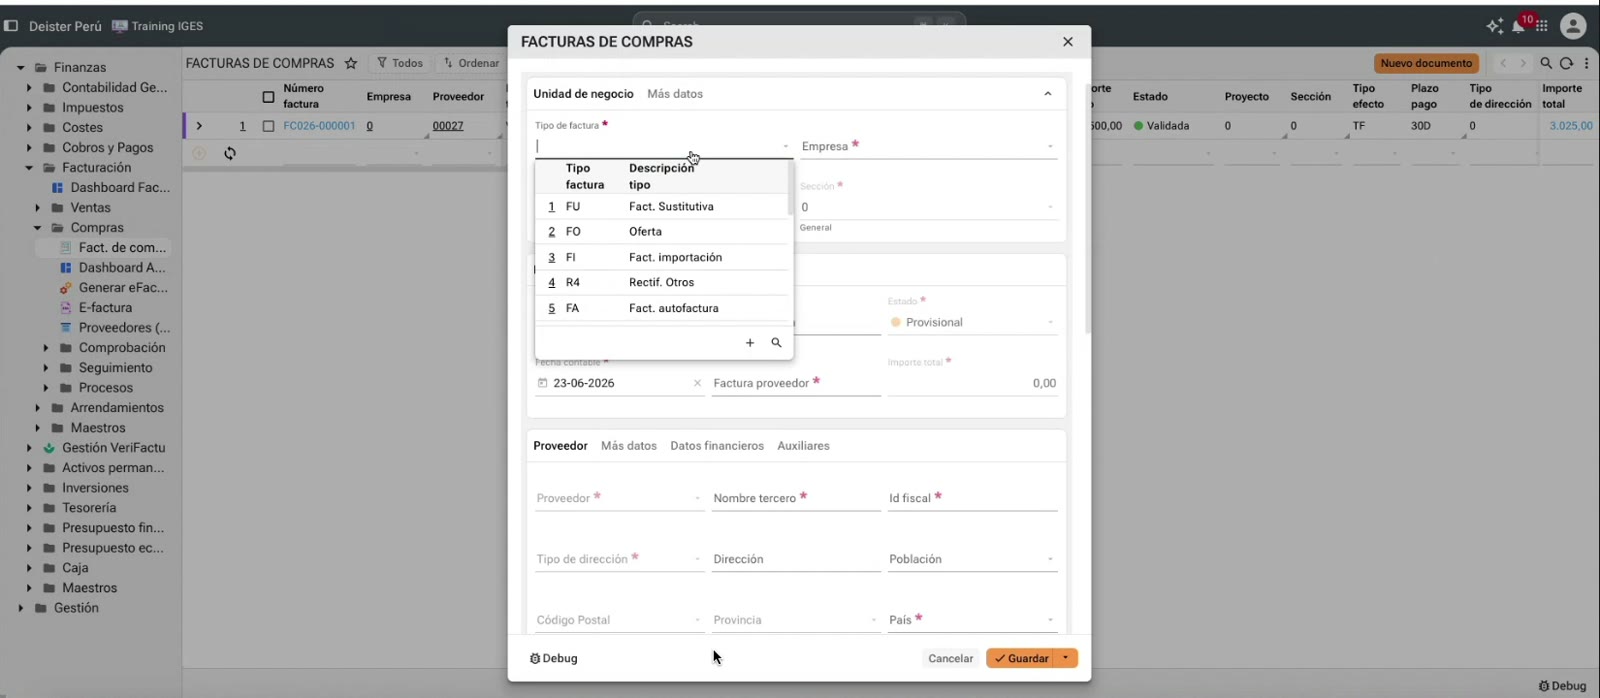 Deister Perú Training IGES
10
FACTURAS DE COMPRAS
FACTURAS DE COMPRAS Todos Ordenar
Nuevo documento
Finanzas
Contabilidad Ge...
Impuestos
Costes
Cobros y Pagos
Facturación
Dashboard Fac...
Ventas
Compras
Fact. de com...
Dashboard A...
Generar eFac...
E-factura
Proveedores (...
Comprobación
Seguimiento
Procesos
Arrendamientos
Maestros
Gestión VeriFactu
Activos perman...
Inversiones
Tesorería
Presupuesto fin...
Presupuesto ec...
Caja
Maestros
Gestión
Número factura Empresa Proveedor
Estado Proyecto Sección Tipo efecto Plazo pago Tipo de dirección Importe total
1 FC026-000001 0 00027
500,00 Validada 0 0 TF 30D 0 3.025,00
Unidad de negocio Más datos
Tipo de factura *
Empresa *
Tipo factura Descripción tipo
1 FU Fact. Sustitutiva
2 FO Oferta
3 FI Fact. importación
4 R4 Rectif. Otros
5 FA Fact. autofactura
Sección *
0
General
Estado *
Provisional
Fecha contable *
23-06-2026
Factura proveedor *
Importe total *
0,00
Proveedor Más datos Datos financieros Auxiliares
Proveedor * Nombre tercero * Id fiscal *
Tipo de dirección * Dirección Población
Código Postal Provincia País *
Debug Cancelar Guardar
Debug